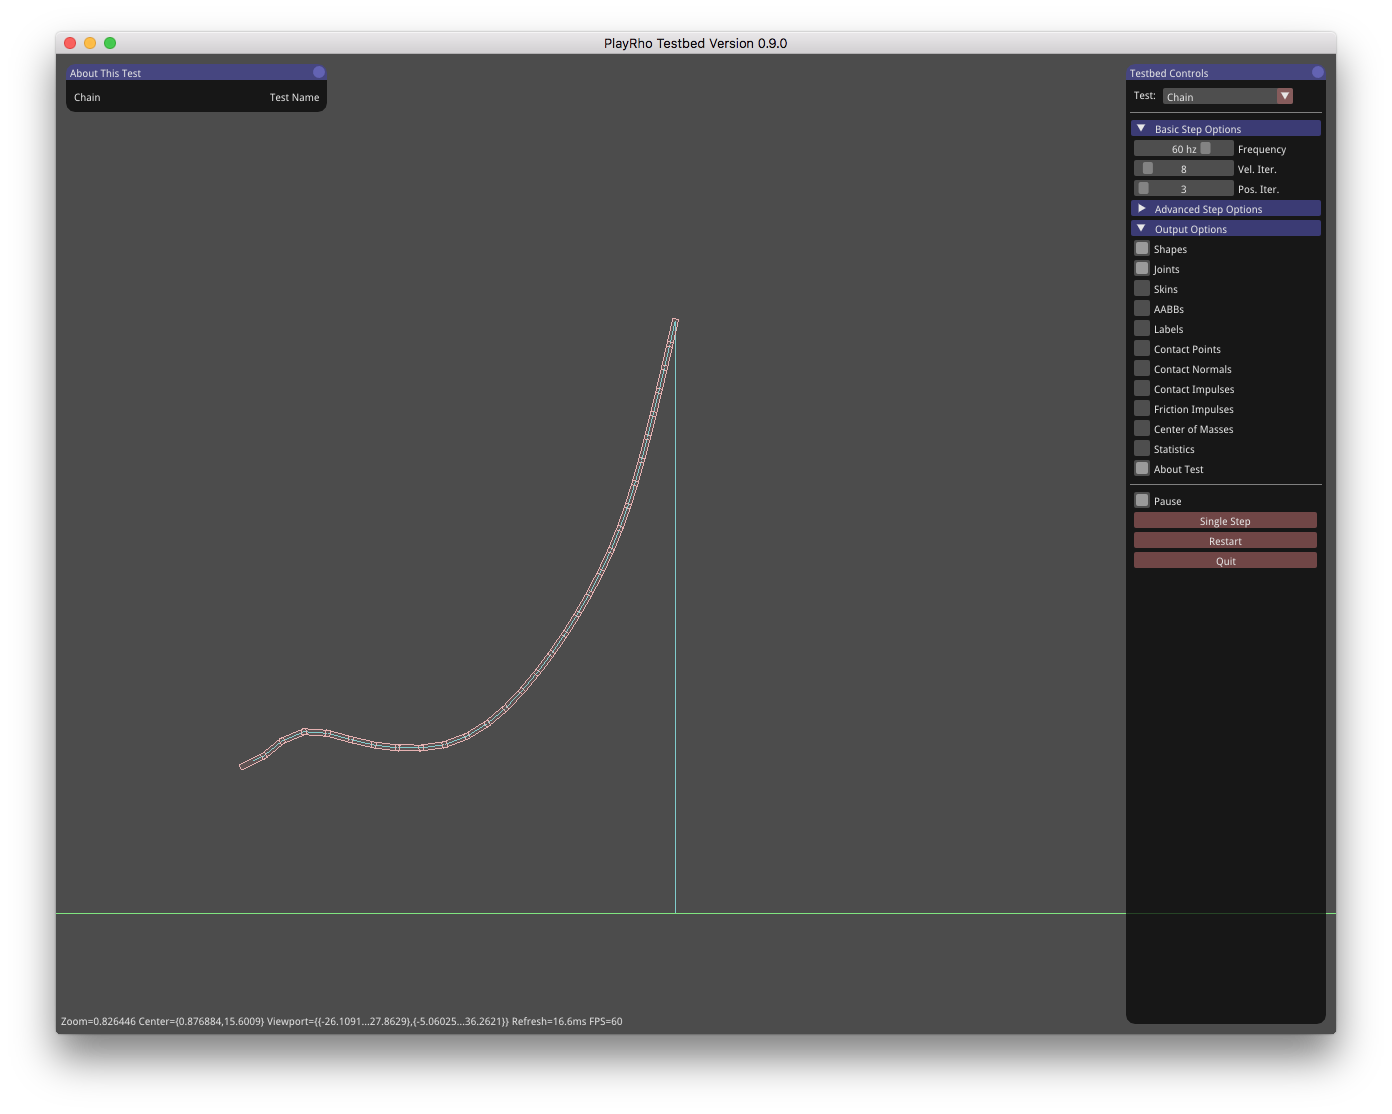 PlayRho Testbed Version 0.9.0
About This Test
Chain Test Name
Testbed Controls
Test: Chain
Basic Step Options
60 hz Frequency
8 Vel. Iter.
3 Pos. Iter.
Advanced Step Options
Output Options
Shapes
Joints
Skins
AABBs
Labels
Contact Points
Contact Normals
Contact Impulses
Friction Impulses
Center of Masses
Statistics
About Test
Pause
Single Step
Restart
Quit
Zoom=0.826446 Center={0.876884,15.6009} Viewport={{-26.1091...27.8629},{-5.06025...36.2621}} Refresh=16.6ms FPS=60